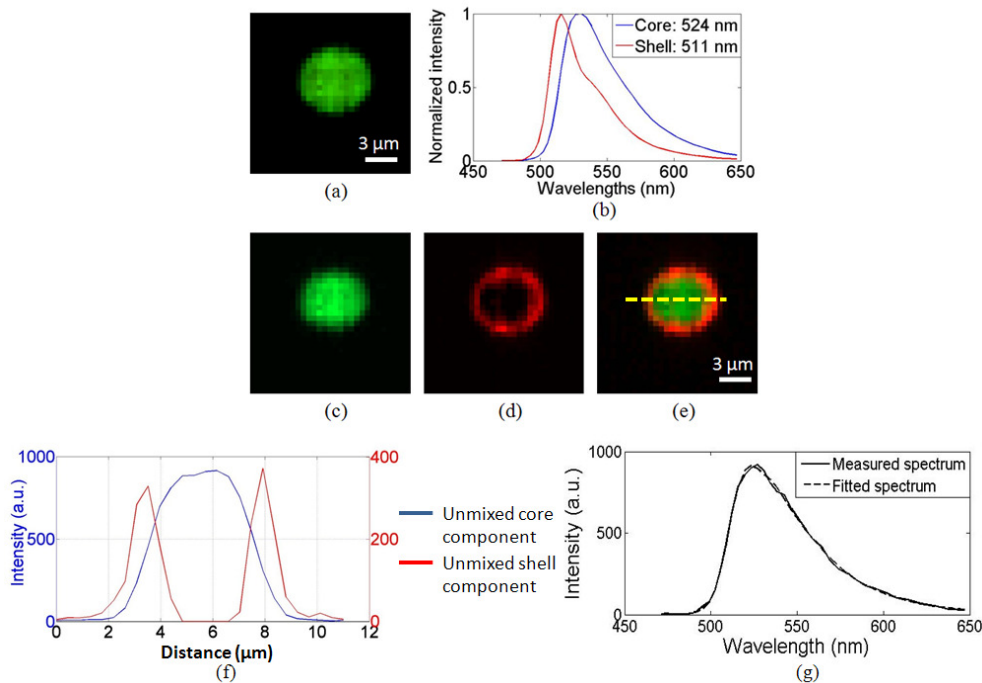 3 μm
(a)
Normalized intensity
1
0.5
0
450 500 550 600 650
Wavelengths (nm)
Core: 524 nm
Shell: 511 nm
(b)
(c)
(d)
3 μm
(e)
Intensity (a.u.)
1000
500
0
400
200
0
0 2 4 6 8 10 12
Distance (μm)
Unmixed core
component
Unmixed shell
component
(f)
Intensity (a.u.)
1000
500
0
450 500 550 600 650
Wavelength (nm)
Measured spectrum
Fitted spectrum
(g)